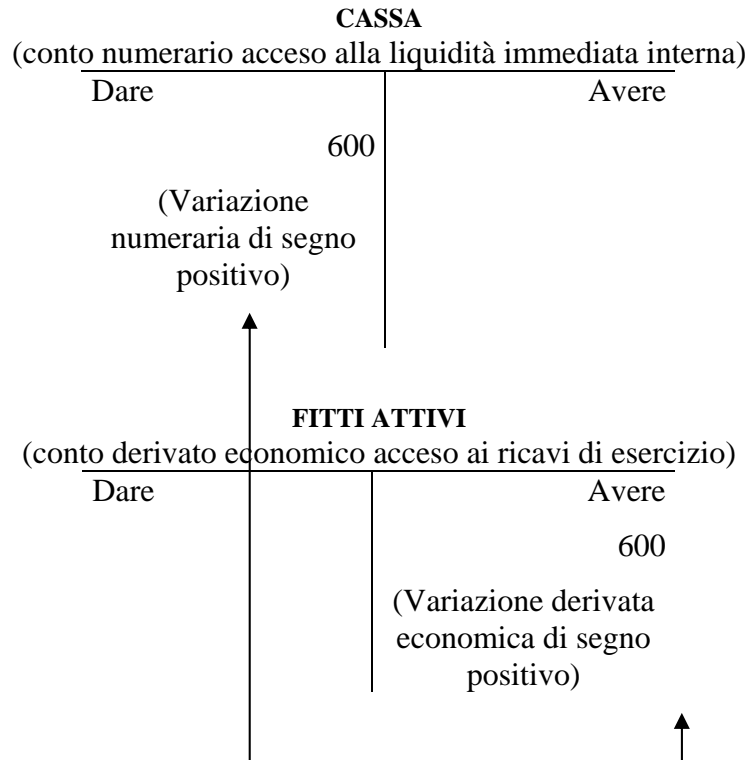 CASSA
(conto numerario acceso alla liquidità immediata interna)
Dare Avere
600
(Variazione
numeraria di segno
positivo)
FITTI ATTIVI
(conto derivato economico acceso ai ricavi di esercizio)
Dare Avere
600
(Variazione derivata
economica di segno
positivo)